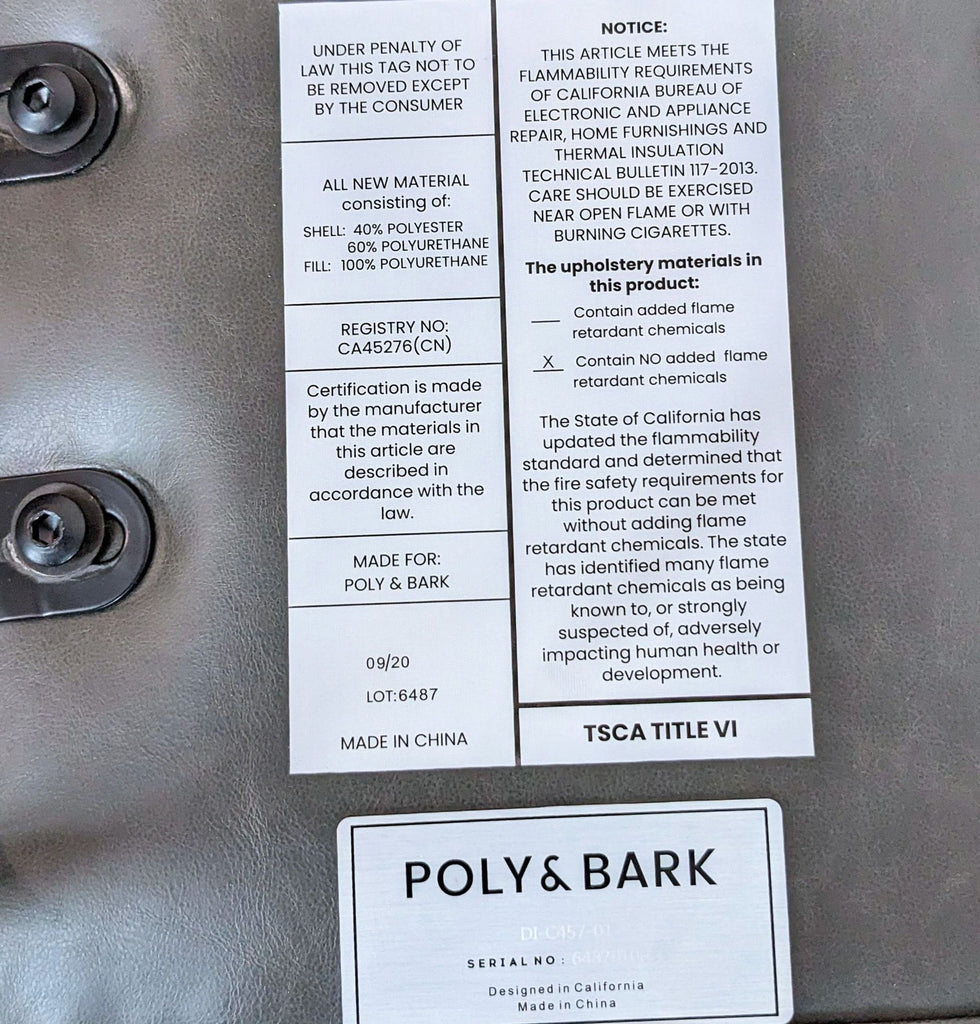 UNDER PENALTY OF
LAW THIS TAG NOT TO
BE REMOVED EXCEPT
BY THE CONSUMER
ALL NEW MATERIAL
consisting of:
SHELL: 40% POLYESTER
60% POLYURETHANE
FILL: 100% POLYURETHANE
REGISTRY NO:
CA45276(CN)
Certification is made
by the manufacturer
that the materials in
this article are
described in
accordance with the
law.
MADE FOR:
POLY & BARK
09/20
LOT:6487
MADE IN CHINA
NOTICE:
THIS ARTICLE MEETS THE
FLAMMABILITY REQUIREMENTS
OF CALIFORNIA BUREAU OF
ELECTRONIC AND APPLIANCE
REPAIR, HOME FURNISHINGS AND
THERMAL INSULATION
TECHNICAL BULLETIN 117-2013.
CARE SHOULD BE EXERCISED
NEAR OPEN FLAME OR WITH
BURNING CIGARETTES.
The upholstery materials in
this product:
___ Contain added flame
retardant chemicals
X Contain NO added flame
retardant chemicals
The State of California has
updated the flammability
standard and determined that
the fire safety requirements for
this product can be met
without adding flame
retardant chemicals. The state
has identified many flame
retardant chemicals as being
known to, or strongly
suspected of, adversely
impacting human health or
development.
TSCA TITLE VI
POLY & BARK
DI-C457-01
SERIAL NO:
Designed in California
Made in China